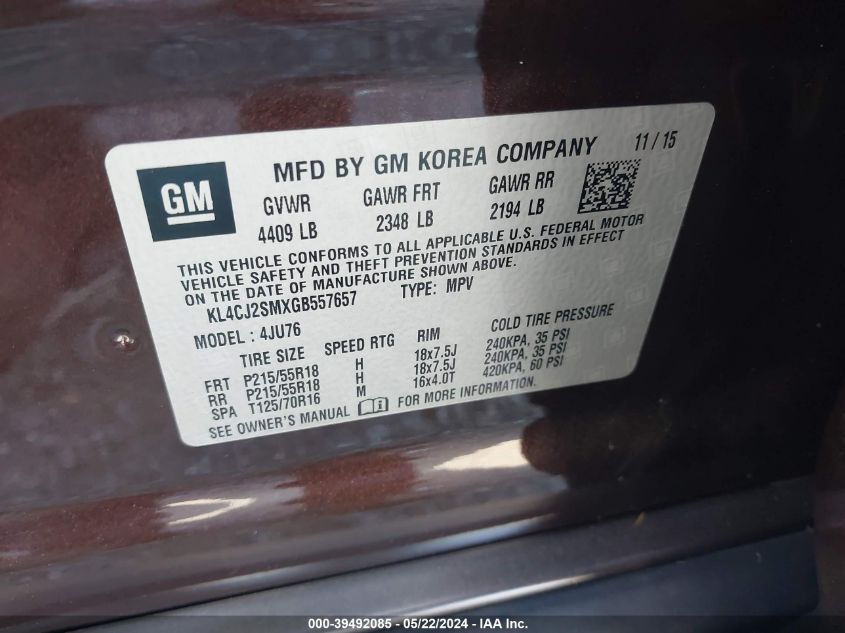 GM
MFD BY GM KOREA COMPANY 11 / 15
GVWR GAWR FRT GAWR RR
4409 LB 2348 LB 2194 LB
THIS VEHICLE CONFORMS TO ALL APPLICABLE U.S. FEDERAL MOTOR
VEHICLE SAFETY AND THEFT PREVENTION STANDARDS IN EFFECT
ON THE DATE OF MANUFACTURE SHOWN ABOVE.
KL4CJ2SMXGB557657 TYPE: MPV
MODEL : 4JU76
TIRE SIZE SPEED RTG RIM COLD TIRE PRESSURE
FRT P215/55R18 H 18x7.5J 240KPA, 35 PSI
RR P215/55R18 H 18x7.5J 240KPA, 35 PSI
SPA T125/70R16 M 16x4.0T 420KPA, 60 PSI
SEE OWNER'S MANUAL FOR MORE INFORMATION.
000-39492085 - 05/22/2024 - IAA Inc.